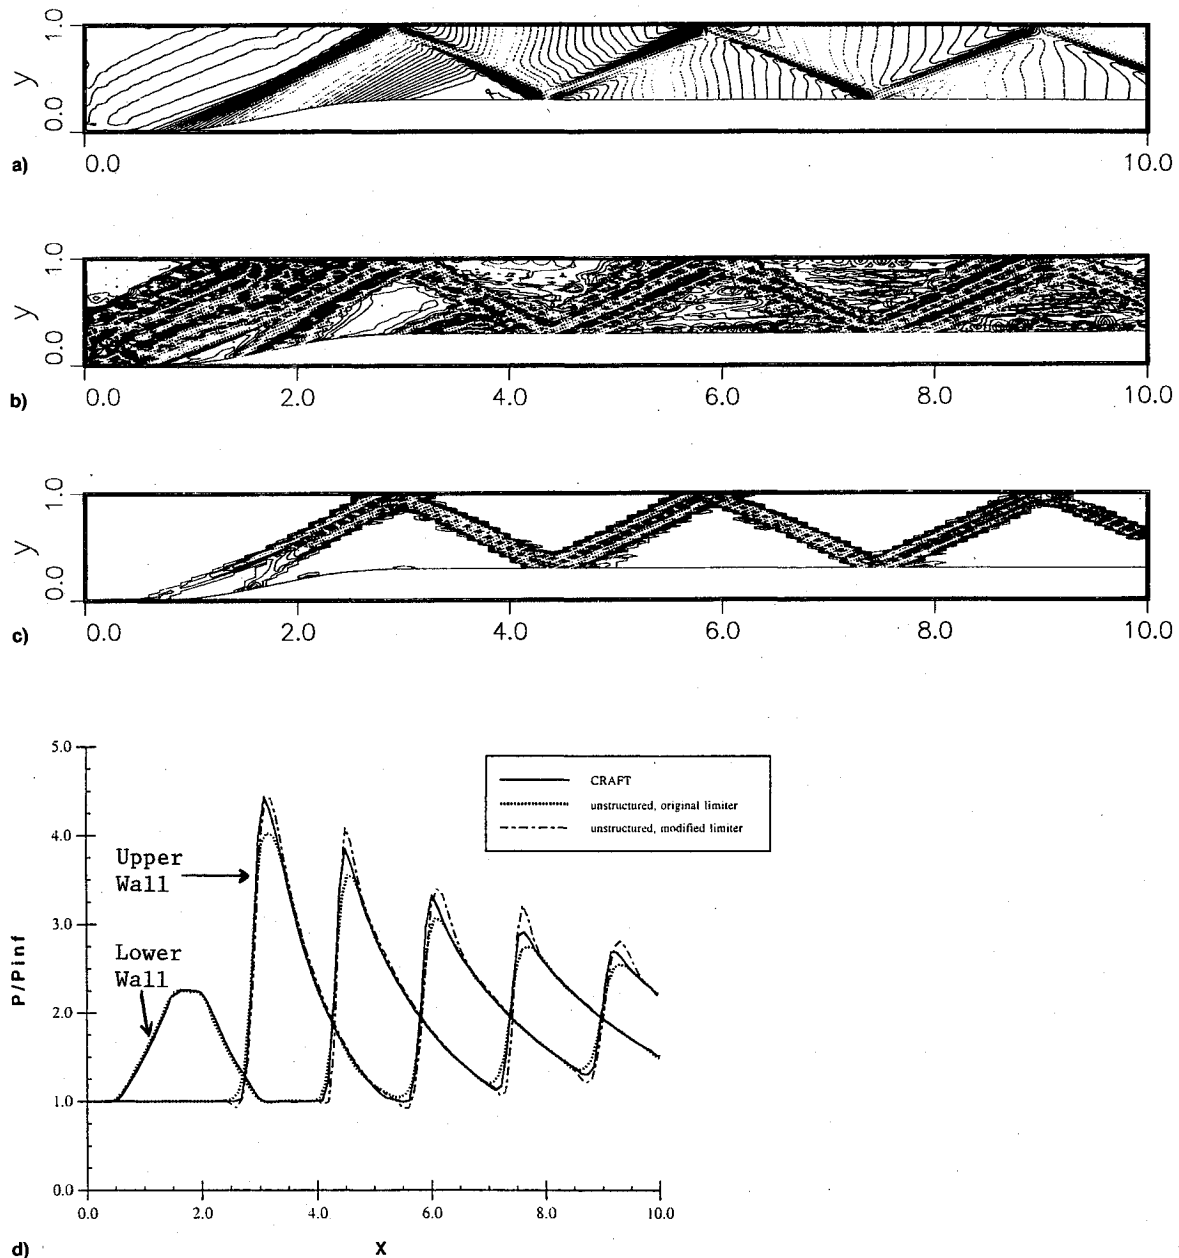 1.0
y
0.0
a)
0.0 10.0
1.0
y
0.0
b)
0.0 2.0 4.0 6.0 8.0 10.0
1.0
y
0.0
c)
0.0 2.0 4.0 6.0 8.0 10.0
5.0
4.0
3.0
2.0
1.0
0.0
P/Pinf
CRAFT
unstructured, original limiter
unstructured, modified limiter
Upper
Wall
Lower
Wall
0.0 2.0 4.0 6.0 8.0 10.0
d)
X